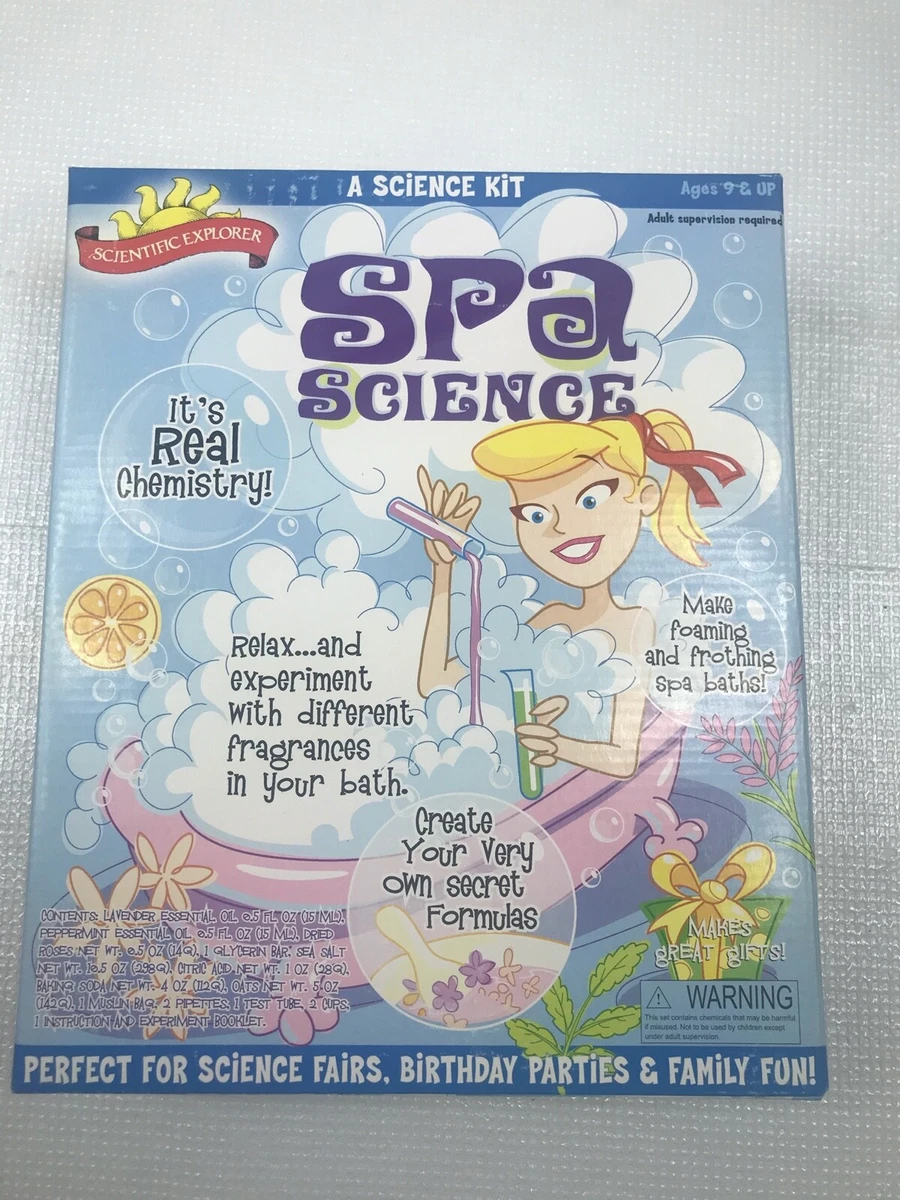 A SCIENCE KIT
Ages 9 & UP
Adult supervision required
SCIENTIFIC EXPLORER
SPA
SCIENCE
It's
Real
Chemistry!
Make
foaming
and frothing
spa baths!
Relax...and
experiment
with different
fragrances
in your bath.
Create
Your Very
own secret
Formulas
CONTENTS: LAVENDER ESSENTIAL OIL 0.5 FL OZ (15 ML),
PEPPERMINT ESSENTIAL OIL 0.5 FL OZ (15 ML), DRIED
ROSES NET WT. 0.5 OZ (14G), 1 GLYCERIN BAR, SEA SALT
NET WT. 10.5 OZ (298G), CITRIC ACID NET WT. 1 OZ (28G),
BAKING SODA NET WT. 4 OZ (112G), OATS NET WT. 5 OZ
(142G), 1 MUSLIN BAG, 2 PIPETTES, 1 TEST TUBE, 2 CUPS,
1 INSTRUCTION AND EXPERIMENT BOOKLET.
MAKES
GREAT GIFTS!
WARNING
This set contains chemicals that may be harmful
if misused. Not to be used by children except
under adult supervision.
PERFECT FOR SCIENCE FAIRS, BIRTHDAY PARTIES & FAMILY FUN!